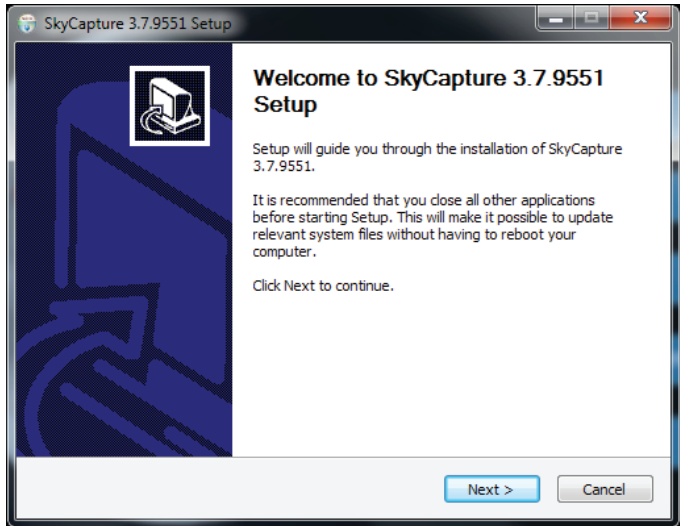 SkyCapture 3.7.9551 Setup
Welcome to SkyCapture 3.7.9551
Setup
Setup will guide you through the installation of SkyCapture
3.7.9551.
It is recommended that you close all other applications
before starting Setup. This will make it possible to update
relevant system files without having to reboot your
computer.
Click Next to continue.
Next >
Cancel